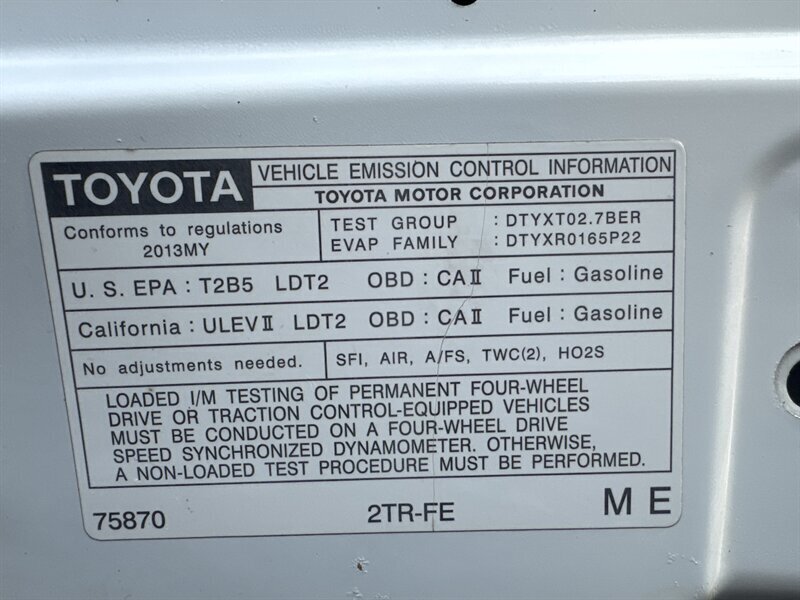 TOYOTA
VEHICLE EMISSION CONTROL INFORMATION
TOYOTA MOTOR CORPORATION
Conforms to regulations
2013MY
TEST GROUP : DTYXT02.7BER
EVAP FAMILY : DTYXR0165P22
U. S. EPA : T2B5 LDT2 OBD : CAⅡ Fuel : Gasoline
California : ULEVⅡ LDT2 OBD : CAⅡ Fuel : Gasoline
No adjustments needed.
SFI, AIR, A/FS, TWC(2), HO2S
LOADED I/M TESTING OF PERMANENT FOUR-WHEEL
DRIVE OR TRACTION CONTROL-EQUIPPED VEHICLES
MUST BE CONDUCTED ON A FOUR-WHEEL DRIVE
SPEED SYNCHRONIZED DYNAMOMETER. OTHERWISE,
A NON-LOADED TEST PROCEDURE MUST BE PERFORMED.
75870 2TR-FE M E